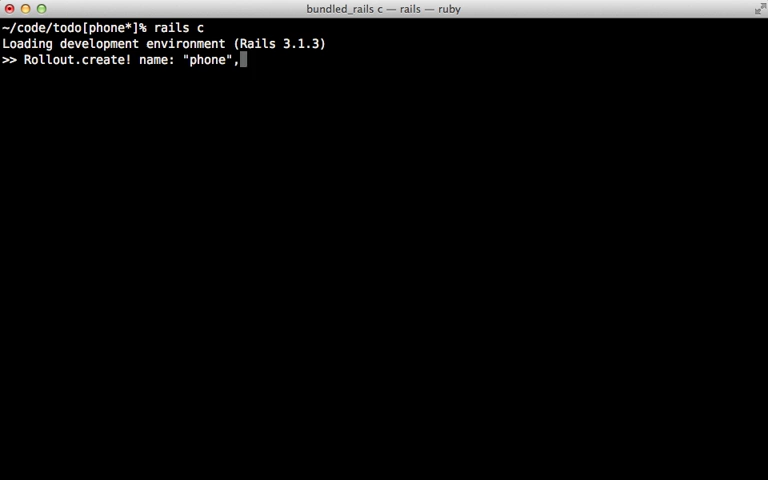 bundled_rails c — rails — ruby
~/code/todo[phone*]% rails c
Loading development environment (Rails 3.1.3)
>> Rollout.create! name: "phone",